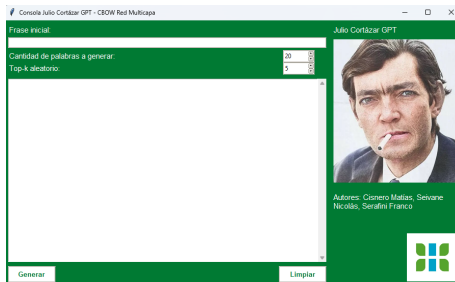 Consola Julio Cortázar GPT - CBOW Red Multicapa
Frase inicial:
Cantidad de palabras a generar:
20
Top-k aleatorio:
5
Generar
Limpiar
Julio Cortázar GPT
Autores: Cisnero Matías, Seivane
Nicolás, Serafini Franco